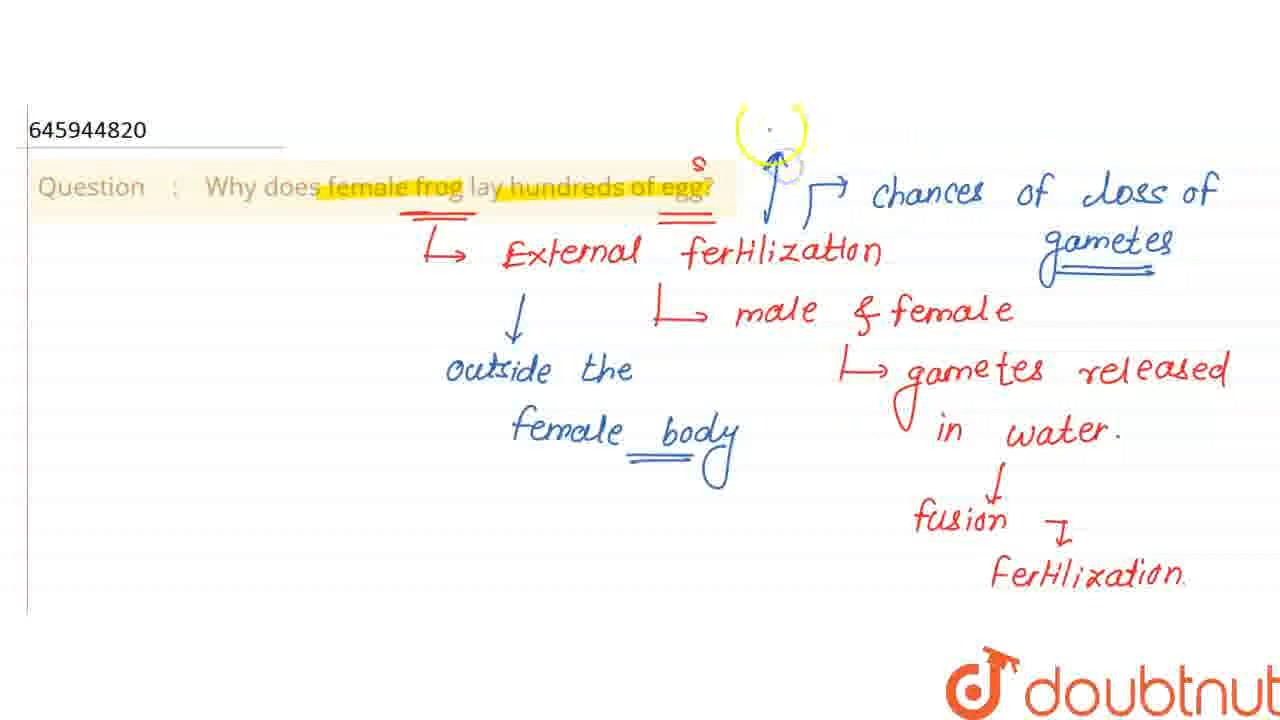 645944820
Question : Why does female frog lay hundreds of egg?
s
External fertilization
chances of loss of
gametes
male & female
outside the
female body
gametes released
in water.
fusion
Fertilization
doubtnut